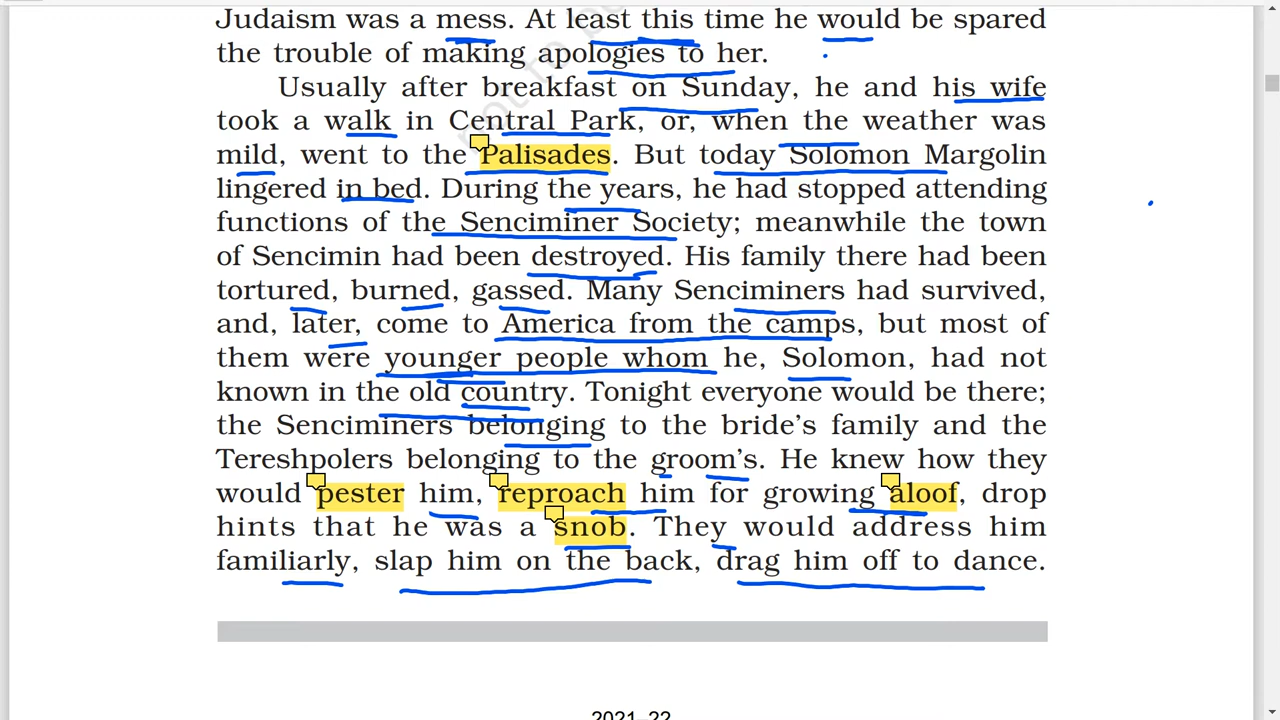 Judaism was a mess. At least this time he would be spared
the trouble of making apologies to her.
Usually after breakfast on Sunday, he and his wife
took a walk in Central Park, or, when the weather was
mild, went to the Palisades. But today Solomon Margolin
lingered in bed. During the years, he had stopped attending
functions of the Senciminer Society; meanwhile the town
of Sencimin had been destroyed. His family there had been
tortured, burned, gassed. Many Senciminers had survived,
and, later, come to America from the camps, but most of
them were younger people whom he, Solomon, had not
known in the old country. Tonight everyone would be there;
the Senciminers belonging to the bride's family and the
Tereshpolers belonging to the groom's. He knew how they
would pester him, reproach him for growing aloof, drop
hints that he was a snob. They would address him
familiarly, slap him on the back, drag him off to dance.
2021–22